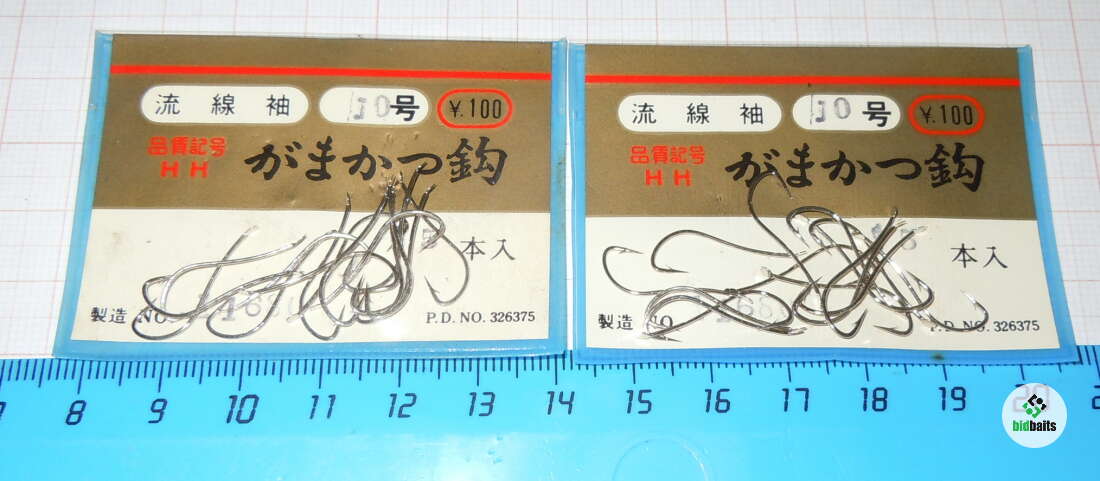 流線袖 10号 ¥.100
品質記号
HH
がまかつ鈎
本入
製造 NO.
P.D. NO. 326375
流線袖 10号 ¥.100
品質記号
HH
がまかつ鈎
本入
製造 NO.
P.D. NO. 326375
8 9 10 11 12 13 14 15 16 17 18 19 20
bidbaits